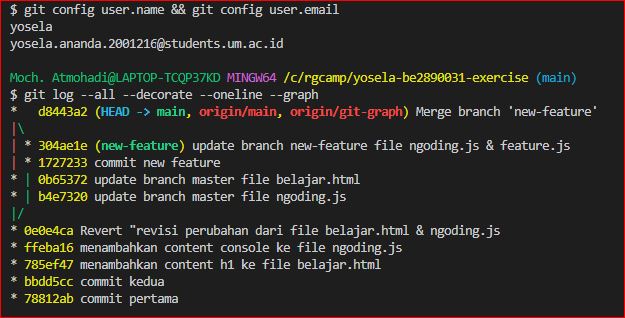 $ git config user.name && git config user.email
yosela
yosela.ananda.2001216@students.um.ac.id
Moch. Atmohadi@LAPTOP-TCQP37KD MINGW64 /c/rgcamp/yosela-be2890031-exercise (main)
$ git log --all --decorate --oneline --graph
*   d8443a2 (HEAD -> main, origin/main, origin/git-graph) Merge branch 'new-feature'
|\
| * 304ae1e (new-feature) update branch new-feature file ngoding.js & feature.js
| * 1727233 commit new feature
* | 0b65372 update branch master file belajar.html
* | b4e7320 update branch master file ngoding.js
|/
* 0e0e4ca Revert "revisi perubahan dari file belajar.html & ngoding.js
* ffeba16 menambahkan content console ke file ngoding.js
* 785ef47 menambahkan content h1 ke file belajar.html
* bbdd5cc commit kedua
* 78812ab commit pertama